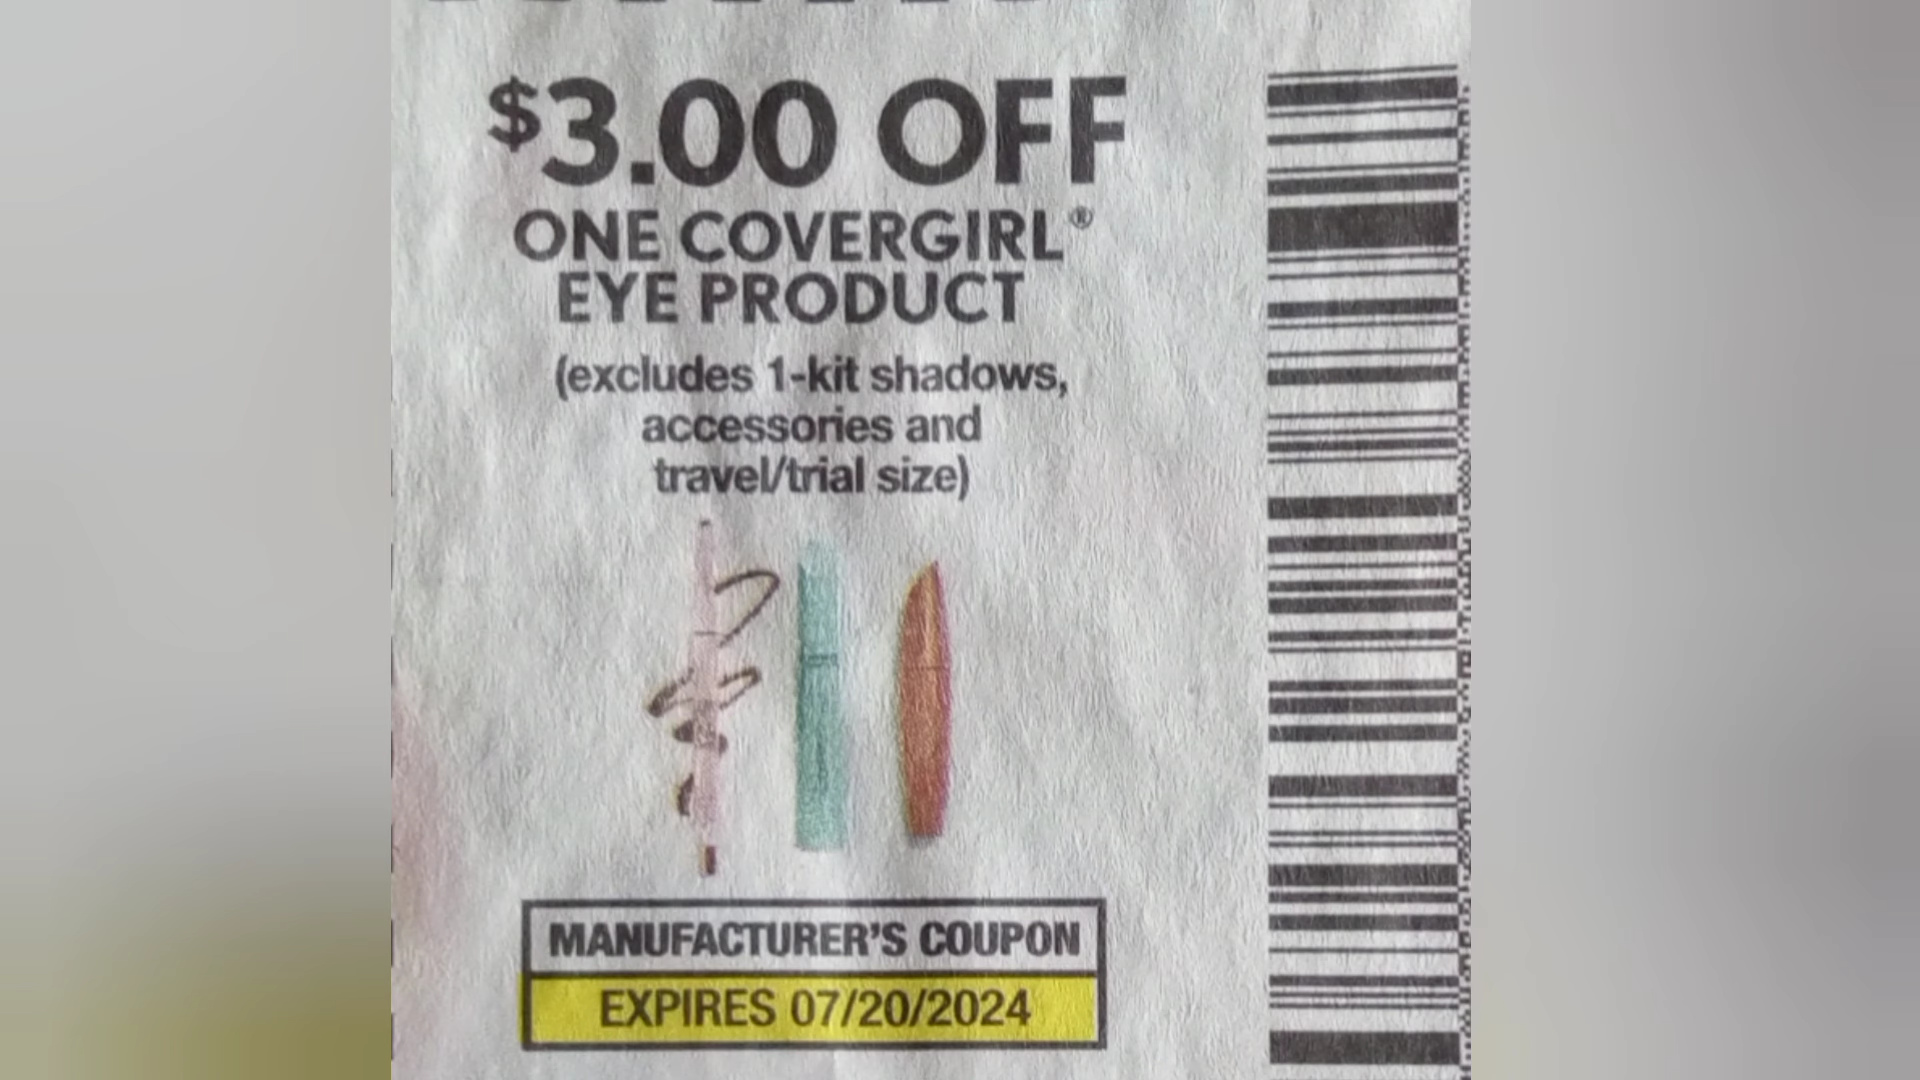 $3.00 OFF
ONE COVERGIRL®
EYE PRODUCT
(excludes 1-kit shadows,
accessories and
travel/trial size)
MANUFACTURER'S COUPON
EXPIRES 07/20/2024